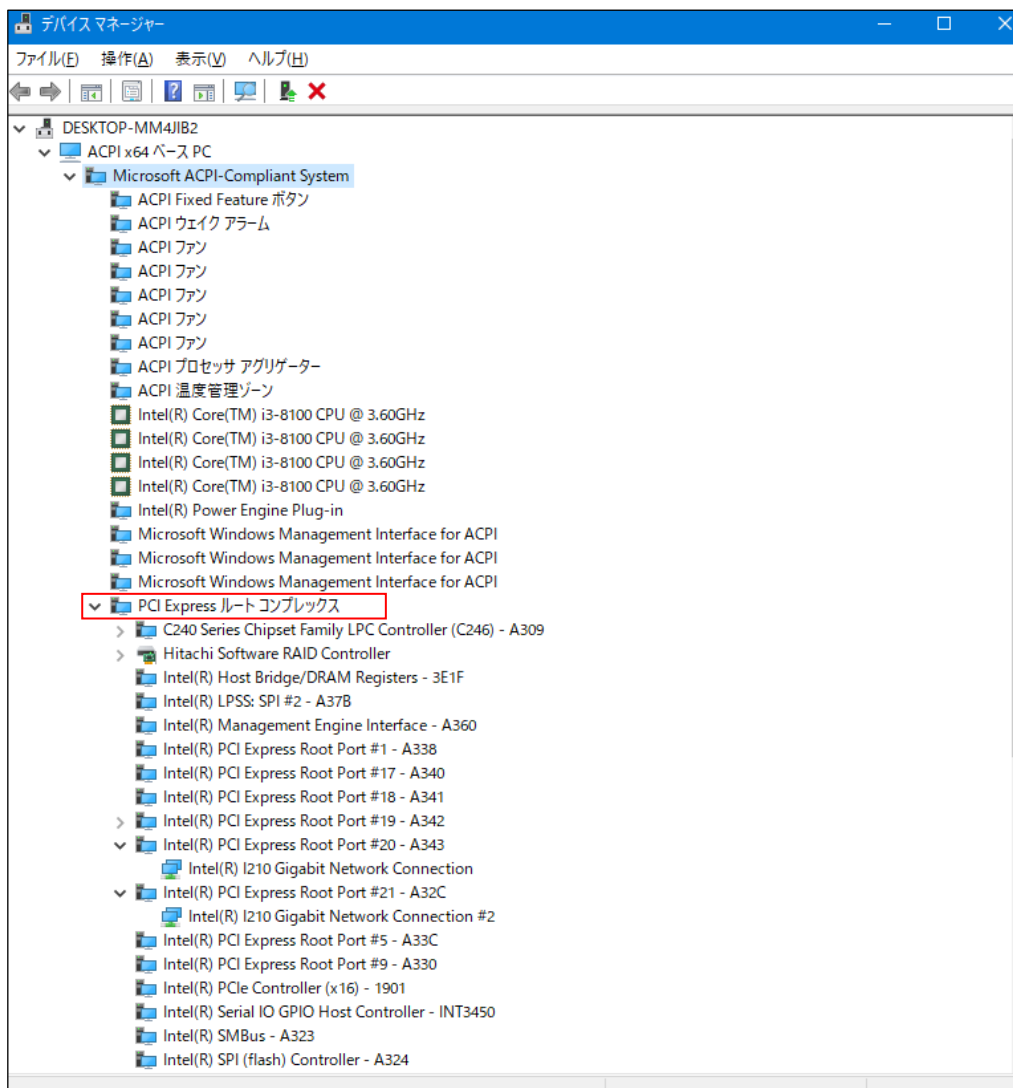 デバイス マネージャー
ファイル(F) 操作(A) 表示(V) ヘルプ(H)
DESKTOP-MM4JIB2
ACPI x64 ベース PC
Microsoft ACPI-Compliant System
ACPI Fixed Feature ボタン
ACPI ウェイク アラーム
ACPI ファン
ACPI ファン
ACPI ファン
ACPI ファン
ACPI ファン
ACPI プロセッサ アグリゲーター
ACPI 温度管理ゾーン
Intel(R) Core(TM) i3-8100 CPU @ 3.60GHz
Intel(R) Core(TM) i3-8100 CPU @ 3.60GHz
Intel(R) Core(TM) i3-8100 CPU @ 3.60GHz
Intel(R) Core(TM) i3-8100 CPU @ 3.60GHz
Intel(R) Power Engine Plug-in
Microsoft Windows Management Interface for ACPI
Microsoft Windows Management Interface for ACPI
Microsoft Windows Management Interface for ACPI
PCI Express ルート コンプレックス
C240 Series Chipset Family LPC Controller (C246) - A309
Hitachi Software RAID Controller
Intel(R) Host Bridge/DRAM Registers - 3E1F
Intel(R) LPSS: SPI #2 - A37B
Intel(R) Management Engine Interface - A360
Intel(R) PCI Express Root Port #1 - A338
Intel(R) PCI Express Root Port #17 - A340
Intel(R) PCI Express Root Port #18 - A341
Intel(R) PCI Express Root Port #19 - A342
Intel(R) PCI Express Root Port #20 - A343
Intel(R) I210 Gigabit Network Connection
Intel(R) PCI Express Root Port #21 - A32C
Intel(R) I210 Gigabit Network Connection #2
Intel(R) PCI Express Root Port #5 - A33C
Intel(R) PCI Express Root Port #9 - A330
Intel(R) PCIe Controller (x16) - 1901
Intel(R) Serial IO GPIO Host Controller - INT3450
Intel(R) SMBus - A323
Intel(R) SPI (flash) Controller - A324